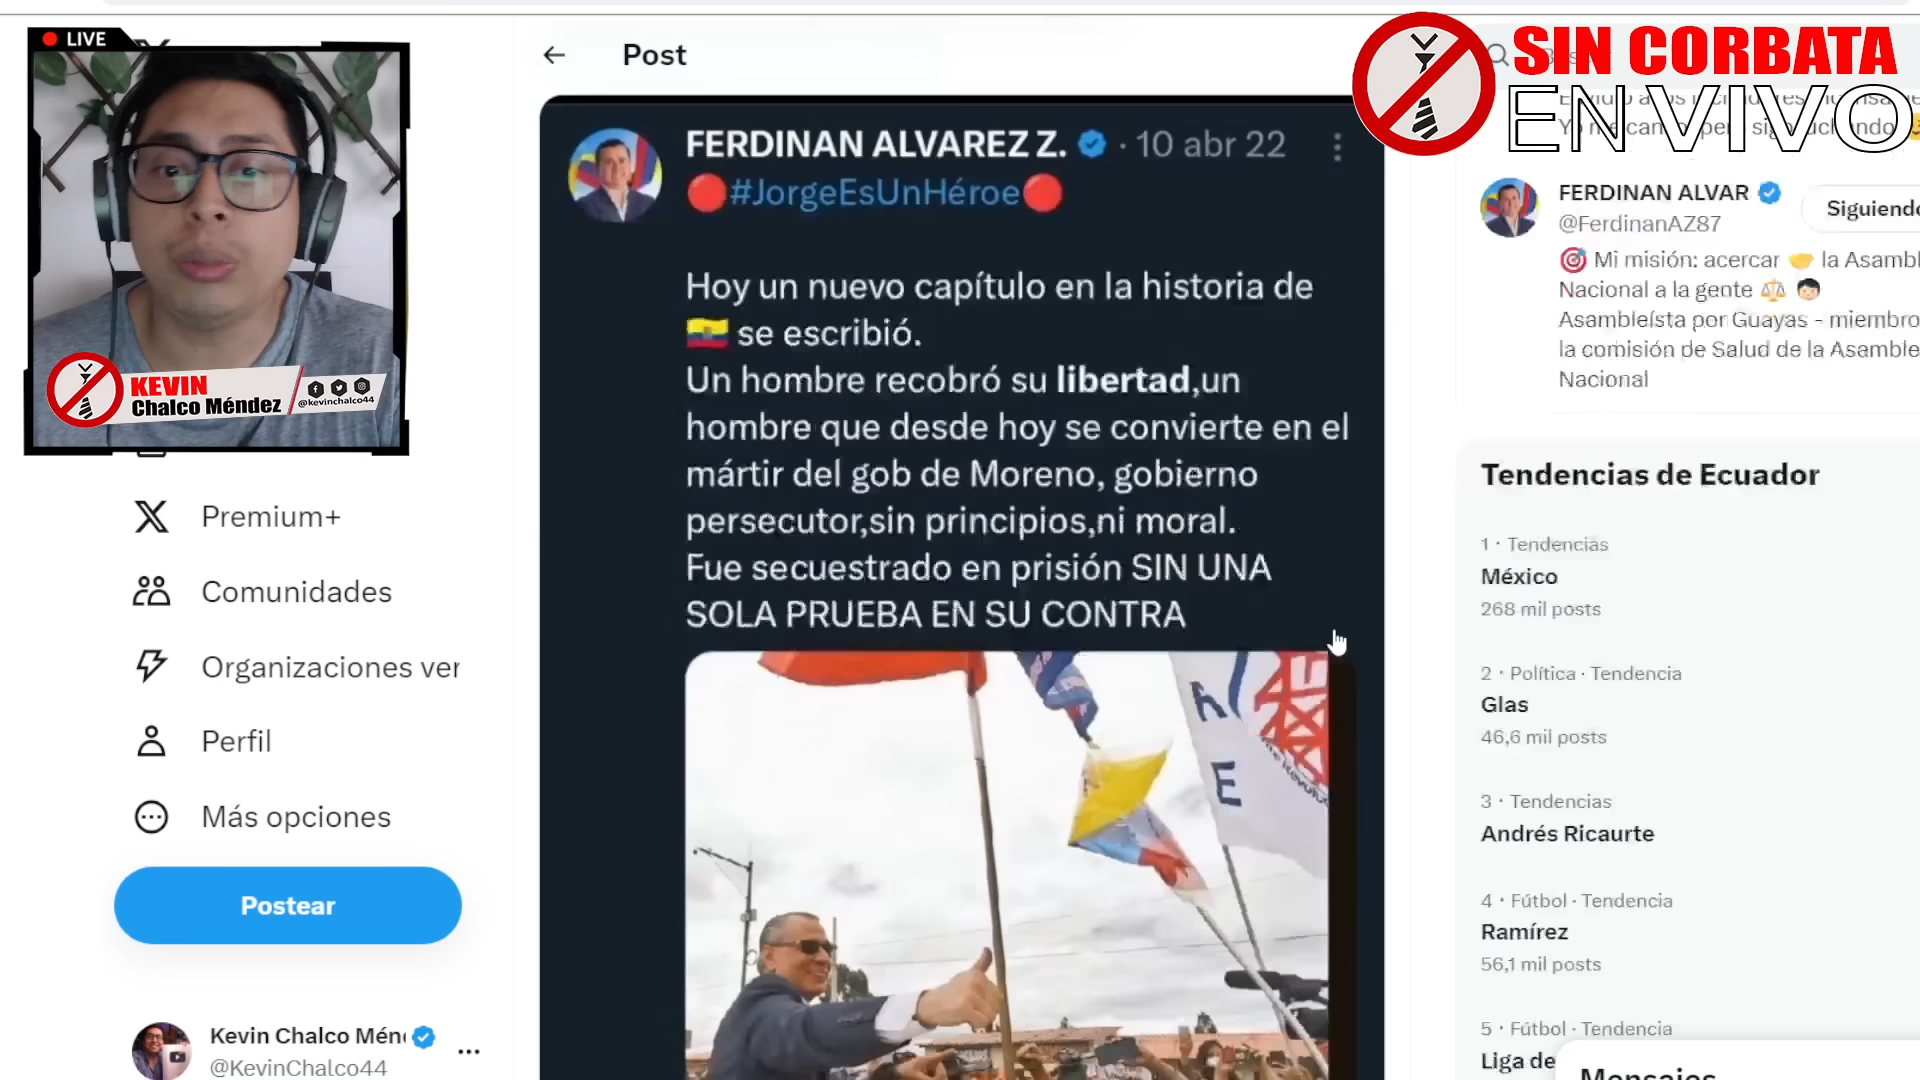 LIVE
KEVIN
Chalco Méndez
@kevinchalco44
Premium+
Comunidades
Organizaciones ver
Perfil
Más opciones
Postear
Kevin Chalco Mén
@KevinChalco44
Post
FERDINAN ALVAREZ Z. · 10 abr 22
🔴#JorgeEsUnHéroe🔴
Hoy un nuevo capítulo en la historia de
🇪🇨 se escribió.
Un hombre recobró su libertad,un
hombre que desde hoy se convierte en el
mártir del gob de Moreno, gobierno
persecutor,sin principios,ni moral.
Fue secuestrado en prisión SIN UNA
SOLA PRUEBA EN SU CONTRA
E
SIN CORBATA
EN VIVO
FERDINAN ALVAR
@FerdinanAZ87
Siguiendo
🎯 Mi misión: acercar 🤝 la Asambl
Nacional a la gente ⚖️ 👦🏻
Asambleísta por Guayas - miembro
la comisión de Salud de la Asamble
Nacional
Tendencias de Ecuador
1 · Tendencias
México
268 mil posts
2 · Política · Tendencia
Glas
46,6 mil posts
3 · Tendencias
Andrés Ricaurte
4 · Fútbol · Tendencia
Ramírez
56,1 mil posts
5 · Fútbol · Tendencia
Liga de
Mensajes